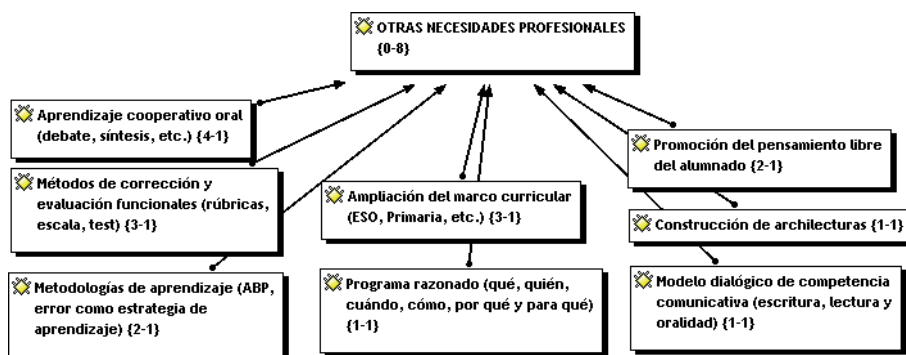 OTRAS NECESIDADES PROFESIONALES
{0-8}
Aprendizaje cooperativo oral
(debate, síntesis, etc.) {4-1}
Métodos de corrección y
evaluación funcionales (rúbricas,
escala, test) {3-1}
Metodologías de aprendizaje (ABP,
error como estrategia de
aprendizaje) {2-1}
Ampliación del marco curricular
(ESO, Primaria, etc.) {3-1}
Programa razonado (qué, quién,
cuándo, cómo, por qué y para qué)
{1-1}
Promoción del pensamiento libre
del alumnado {2-1}
Construcción de architecturas {1-1}
Modelo dialógico de competencia
comunicativa (escritura, lectura y
oralidad) {1-1}